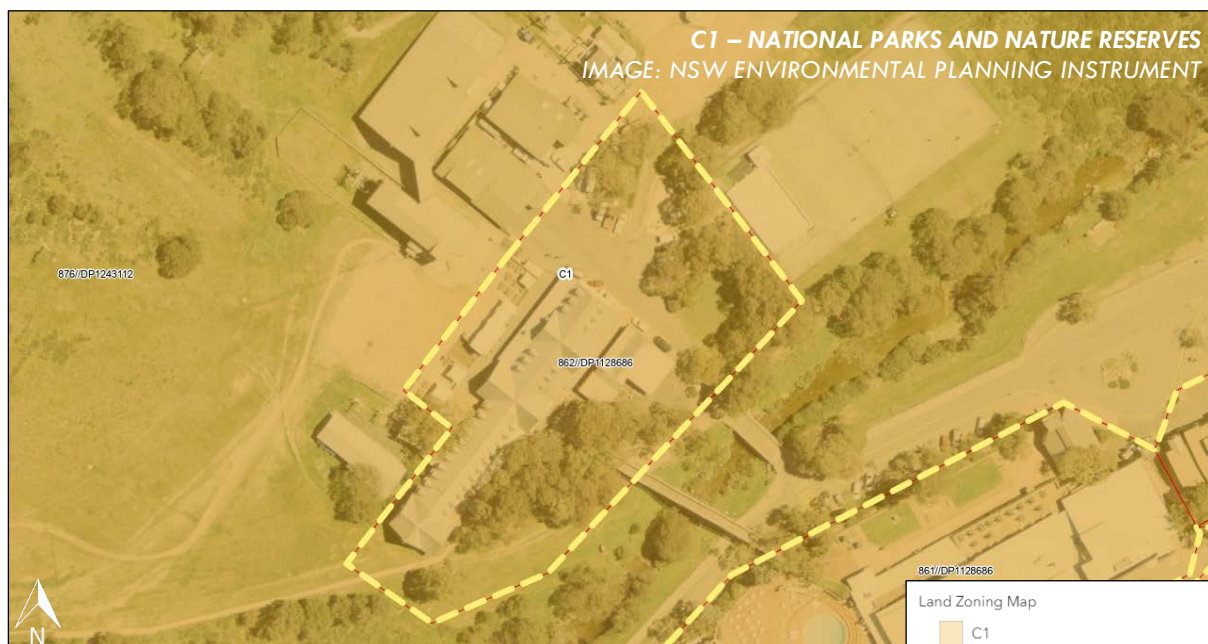 C1 – NATIONAL PARKS AND NATURE RESERVES
IMAGE: NSW ENVIRONMENTAL PLANNING INSTRUMENT
876//DP1243112
C1
862//DP1128686
861//DP1128686
Land Zoning Map
C1
N